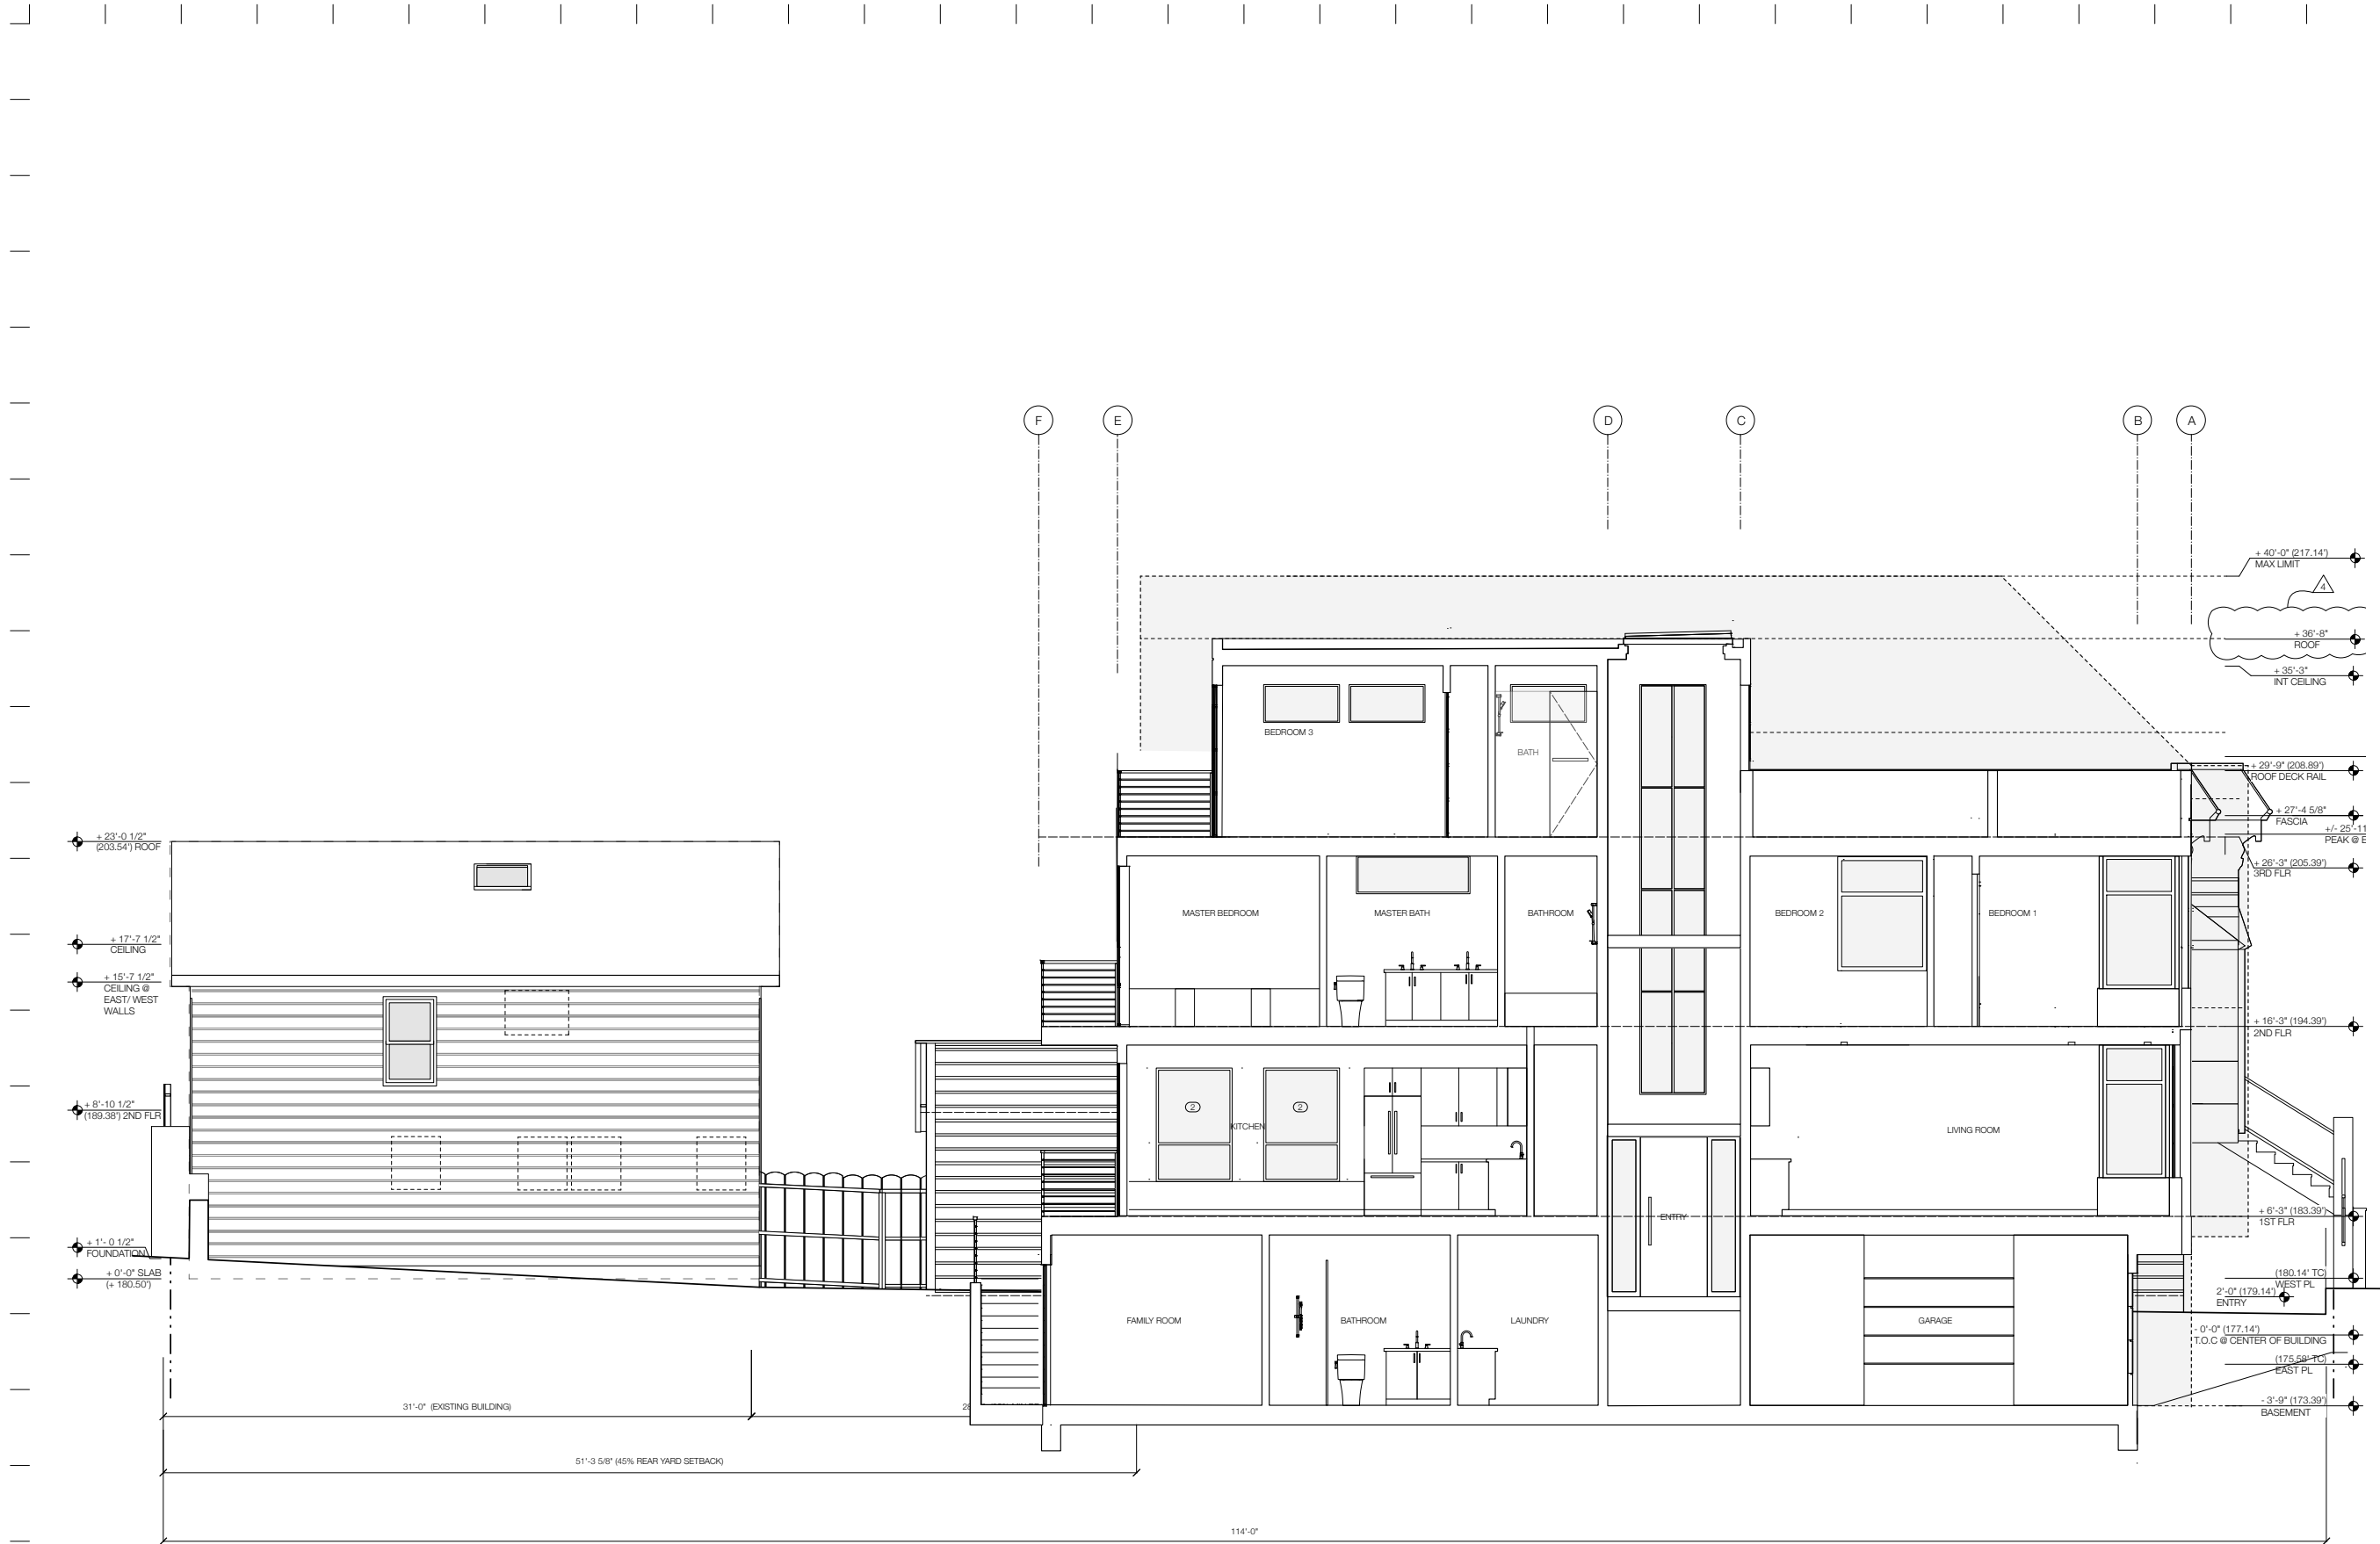 F
E
D
C
B
A
+ 40'-0" (217.14')
MAX LIMIT
4
+ 36'-8"
ROOF
+ 35'-3"
INT CEILING
BEDROOM 3
BATH
+ 29'-9" (208.89')
ROOF DECK RAIL
+ 27'-4 5/8"
FASCIA
+/- 25'-11
PEAK @ E
+ 26'-3" (205.39')
3RD FLR
+ 23'-0 1/2"
(203.54') ROOF
MASTER BEDROOM
MASTER BATH
BATHROOM
BEDROOM 2
BEDROOM 1
+ 17'-7 1/2"
CEILING
+ 15'-7 1/2"
CEILING @
EAST/ WEST
WALLS
+ 16'-3" (194.39')
2ND FLR
+ 8'-10 1/2"
(189.38') 2ND FLR
2
2
KITCHEN
LIVING ROOM
ENTRY
+ 6'-3" (183.39')
1ST FLR
+ 1'- 0 1/2"
FOUNDATION
+ 0'-0" SLAB
(+ 180.50')
(180.14' TC)
WEST PL
2'-0" (179.14')
ENTRY
FAMILY ROOM
BATHROOM
LAUNDRY
GARAGE
- 0'-0" (177.14')
T.O.C @ CENTER OF BUILDING
(175.58' TC)
EAST PL
- 3'-9" (173.39')
BASEMENT
31'-0" (EXISTING BUILDING)
51'-3 5/8" (45% REAR YARD SETBACK)
114'-0"